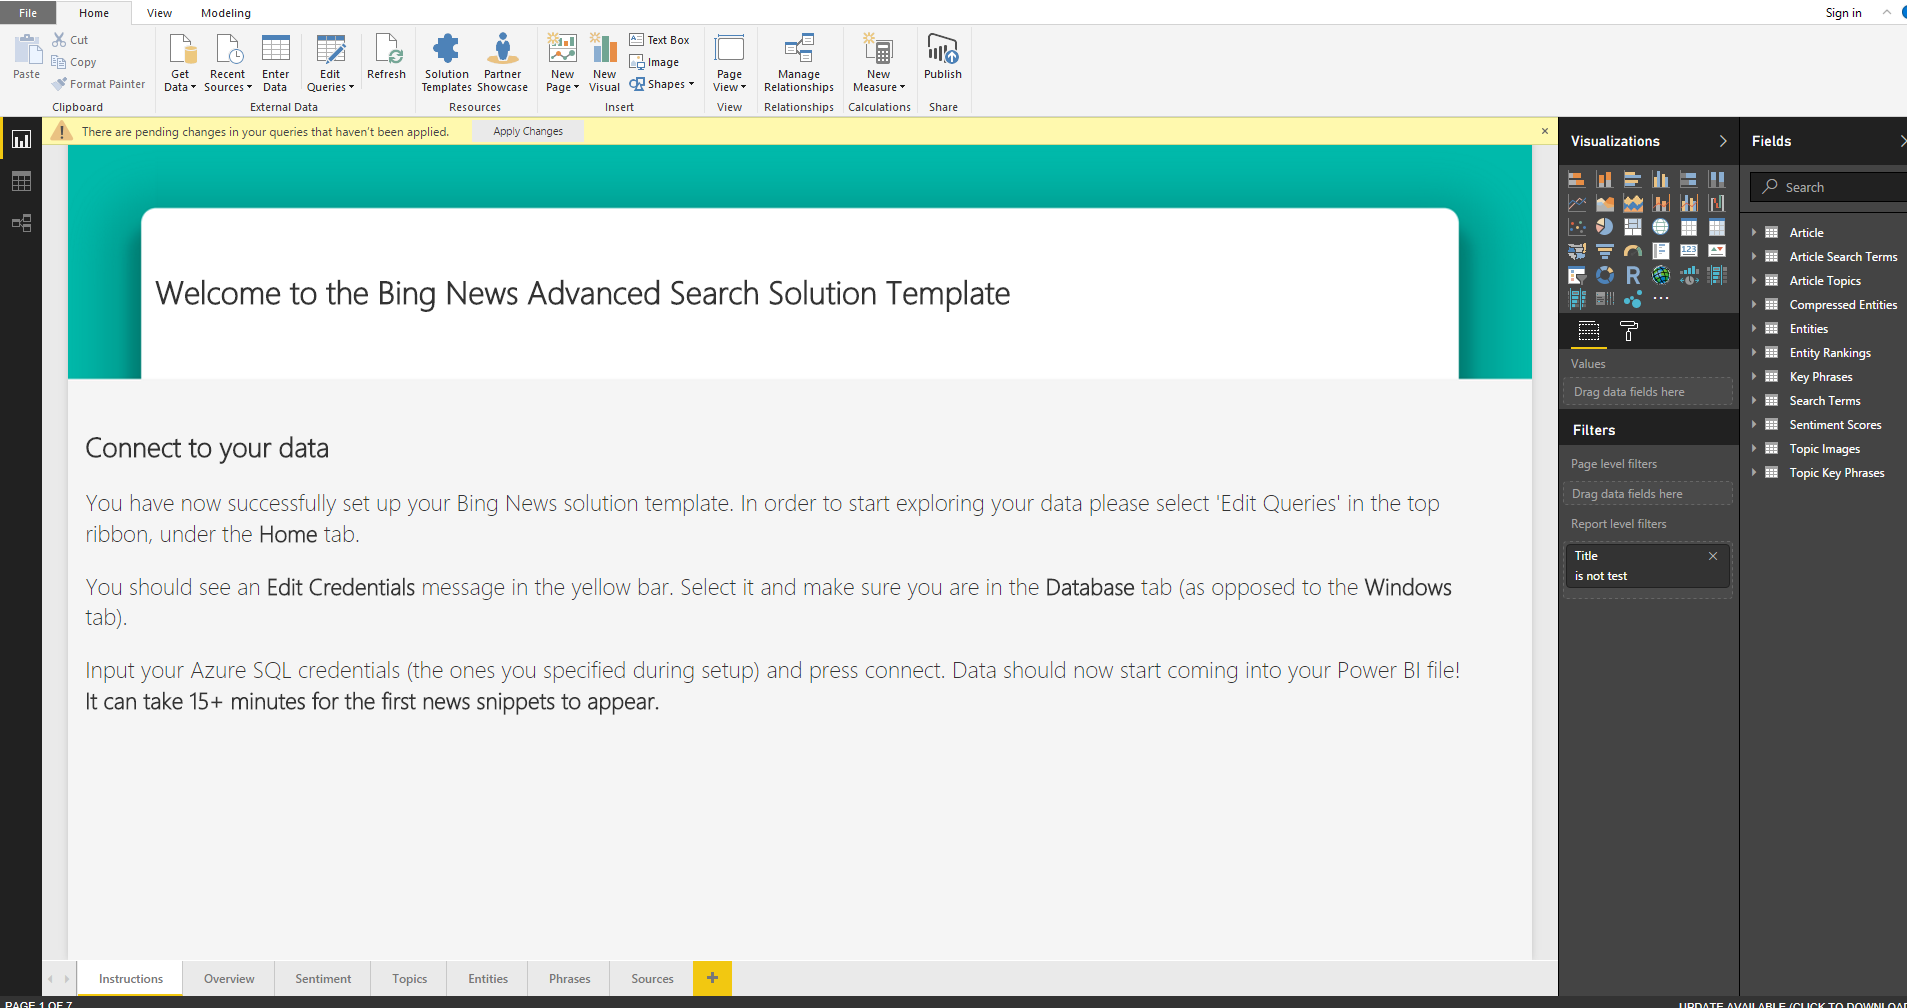 File Home View Modeling Sign in
Cut
Copy
Format Painter
Paste
Clipboard
Get Data
Recent Sources
Enter Data
Edit Queries
Refresh
External Data
Solution Templates
Partner Showcase
Resources
New Page
New Visual
Text Box
Image
Shapes
Insert
Page View
View
Manage Relationships
Relationships
New Measure
Calculations
Publish
Share
There are pending changes in your queries that haven't been applied. Apply Changes
Welcome to the Bing News Advanced Search Solution Template
Connect to your data
You have now successfully set up your Bing News solution template. In order to start exploring your data please select 'Edit Queries' in the top
ribbon, under the Home tab.
You should see an Edit Credentials message in the yellow bar. Select it and make sure you are in the Database tab (as opposed to the Windows
tab).
Input your Azure SQL credentials (the ones you specified during setup) and press connect. Data should now start coming into your Power BI file!
It can take 15+ minutes for the first news snippets to appear.
Visualizations
R
123
Values
Drag data fields here
Filters
Page level filters
Drag data fields here
Report level filters
Title
is not test
Fields
Search
Article
Article Search Terms
Article Topics
Compressed Entities
Entities
Entity Rankings
Key Phrases
Search Terms
Sentiment Scores
Topic Images
Topic Key Phrases
Instructions Overview Sentiment Topics Entities Phrases Sources +
PAGE 1 OF 7 UPDATE AVAILABLE (CLICK TO DOWNLOAD